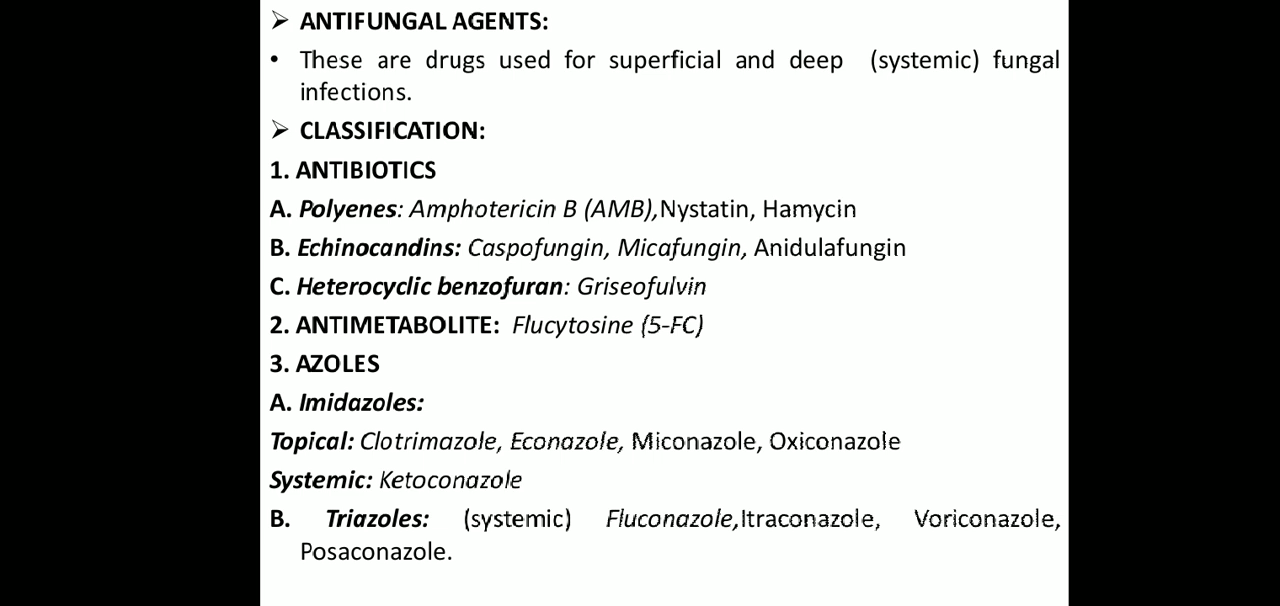 ➢ ANTIFUNGAL AGENTS:
• These are drugs used for superficial and deep (systemic) fungal
infections.
➢ CLASSIFICATION:
1. ANTIBIOTICS
A. Polyenes: Amphotericin B (AMB),Nystatin, Hamycin
B. Echinocandins: Caspofungin, Micafungin, Anidulafungin
C. Heterocyclic benzofuran: Griseofulvin
2. ANTIMETABOLITE: Flucytosine (5-FC)
3. AZOLES
A. Imidazoles:
Topical: Clotrimazole, Econazole, Miconazole, Oxiconazole
Systemic: Ketoconazole
B. Triazoles: (systemic) Fluconazole,Itraconazole, Voriconazole,
Posaconazole.